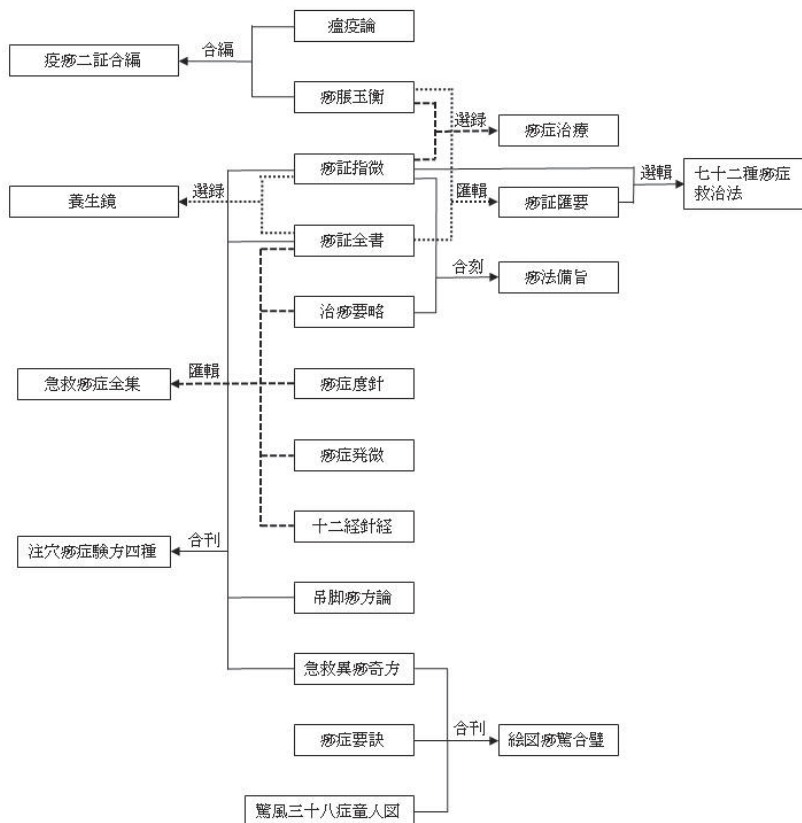 瘟疫論
疫痧二証合編
合編
痧脹玉衡
選録
痧症治療
痧証指微
選輯
七十二種痧症
救治法
養生鏡
選録
匯輯
痧証匯要
痧証全書
合刻
痧法備旨
治痧要略
急救痧症全集
匯輯
痧症度針
痧症発微
十二経針経
注穴痧症験方四種
合刊
吊脚痧方論
急救異痧奇方
痧症要訣
合刊
絵図痧驚合璧
驚風三十八症童人図